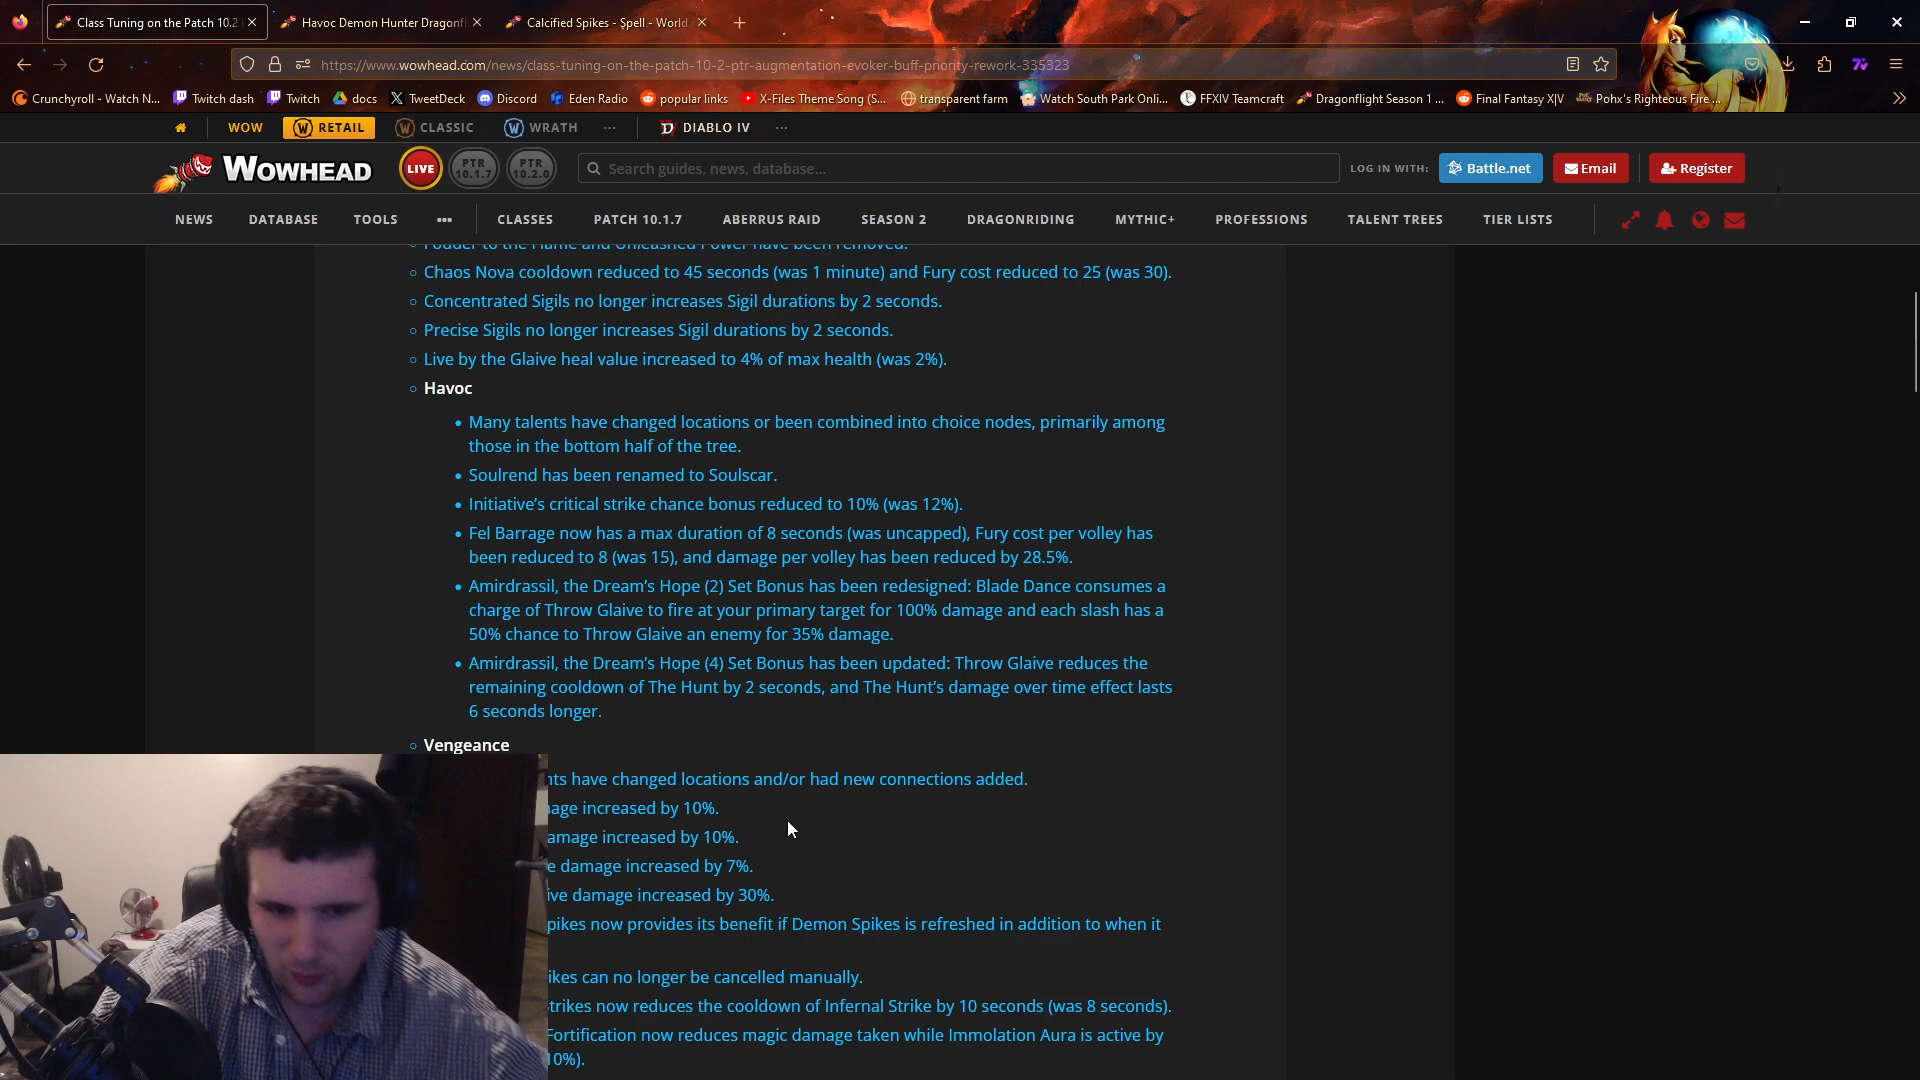 Class Tuning on the Patch 10.2
Havoc Demon Hunter Dragonfl
Calcified Spikes - Spell - World
https://www.wowhead.com/news/class-tuning-on-the-patch-10-2-ptr-augmentation-evoker-buff-priority-rework-335323
Crunchyroll - Watch N...
Twitch dash
Twitch
docs
TweetDeck
Discord
Eden Radio
popular links
X-Files Theme Song (S...
transparent farm
Watch South Park Onli...
FFXIV Teamcraft
Dragonflight Season 1 ...
Final Fantasy X|V
Pohx's Righteous Fire ...
WOW
RETAIL
CLASSIC
WRATH
...
DIABLO IV
...
WOWHEAD
LIVE
PTR 10.1.7
PTR 10.2.0
Search guides, news, database...
LOG IN WITH:
Battle.net
Email
Register
NEWS
DATABASE
TOOLS
CLASSES
PATCH 10.1.7
ABERRUS RAID
SEASON 2
DRAGONRIDING
MYTHIC+
PROFESSIONS
TALENT TREES
TIER LISTS
Fodder to the Flame and Unleashed Power have been removed.
Chaos Nova cooldown reduced to 45 seconds (was 1 minute) and Fury cost reduced to 25 (was 30).
Concentrated Sigils no longer increases Sigil durations by 2 seconds.
Precise Sigils no longer increases Sigil durations by 2 seconds.
Live by the Glaive heal value increased to 4% of max health (was 2%).
Havoc
Many talents have changed locations or been combined into choice nodes, primarily among
those in the bottom half of the tree.
Soulrend has been renamed to Soulscar.
Initiative's critical strike chance bonus reduced to 10% (was 12%).
Fel Barrage now has a max duration of 8 seconds (was uncapped), Fury cost per volley has
been reduced to 8 (was 15), and damage per volley has been reduced by 28.5%.
Amirdrassil, the Dream's Hope (2) Set Bonus has been redesigned: Blade Dance consumes a
charge of Throw Glaive to fire at your primary target for 100% damage and each slash has a
50% chance to Throw Glaive an enemy for 35% damage.
Amirdrassil, the Dream's Hope (4) Set Bonus has been updated: Throw Glaive reduces the
remaining cooldown of The Hunt by 2 seconds, and The Hunt's damage over time effect lasts
6 seconds longer.
Vengeance
nts have changed locations and/or had new connections added.
age increased by 10%.
amage increased by 10%.
e damage increased by 7%.
ive damage increased by 30%.
pikes now provides its benefit if Demon Spikes is refreshed in addition to when it
ikes can no longer be cancelled manually.
trikes now reduces the cooldown of Infernal Strike by 10 seconds (was 8 seconds).
Fortification now reduces magic damage taken while Immolation Aura is active by
10%).